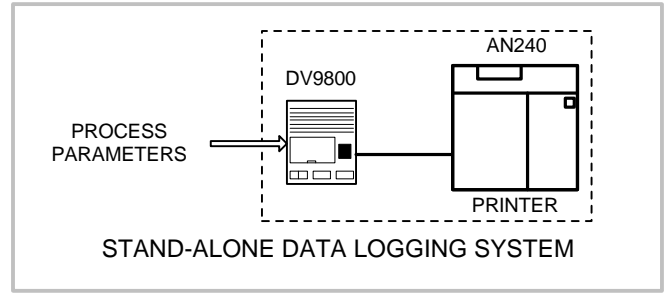 AN240
DV9800
PROCESS
PARAMETERS
PRINTER
STAND-ALONE DATA LOGGING SYSTEM